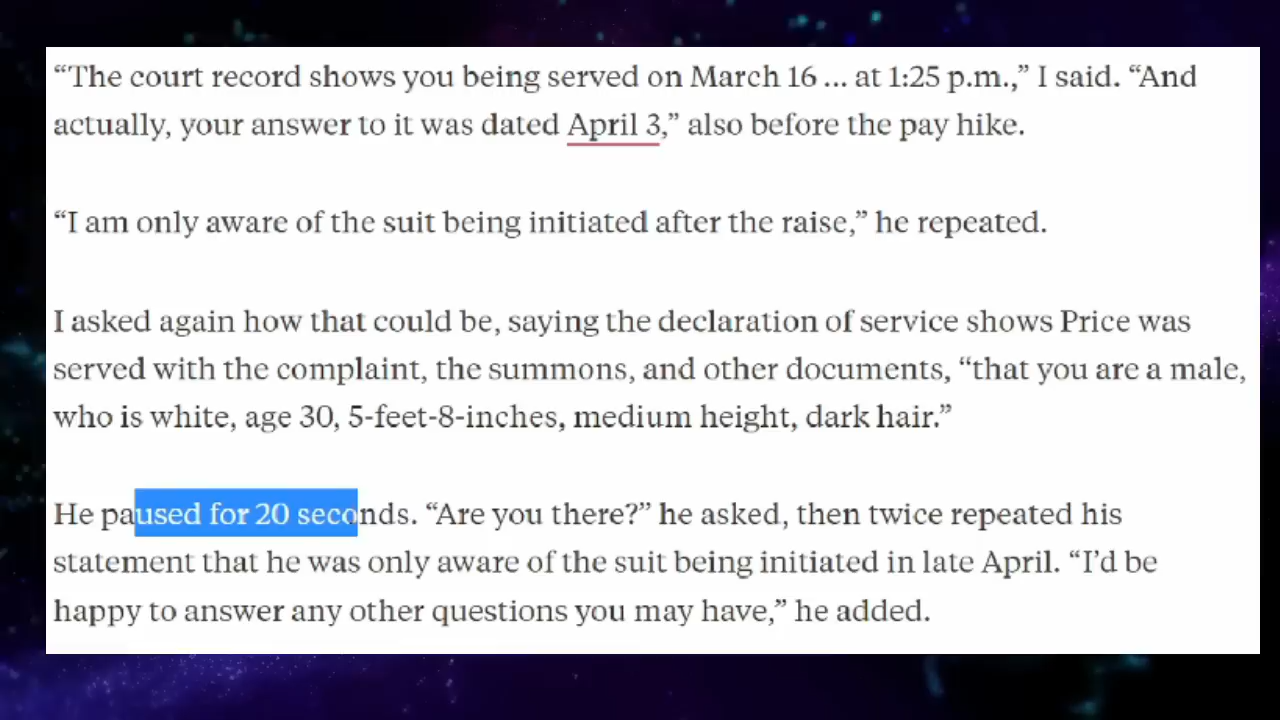 “The court record shows you being served on March 16 ... at 1:25 p.m.,” I said. “And
actually, your answer to it was dated April 3,” also before the pay hike.
“I am only aware of the suit being initiated after the raise,” he repeated.
I asked again how that could be, saying the declaration of service shows Price was
served with the complaint, the summons, and other documents, “that you are a male,
who is white, age 30, 5-feet-8-inches, medium height, dark hair.”
He paused for 20 seconds. “Are you there?” he asked, then twice repeated his
statement that he was only aware of the suit being initiated in late April. “I’d be
happy to answer any other questions you may have,” he added.